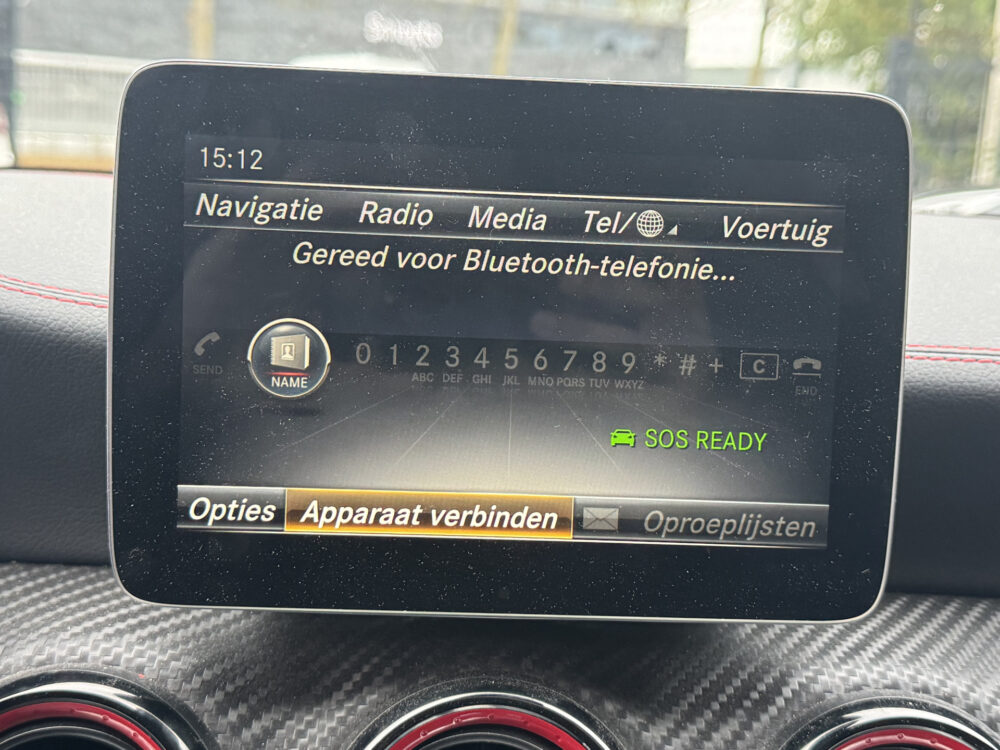 15:12
Navigatie Radio Media Tel/ Voertuig
Gereed voor Bluetooth-telefonie...
SEND NAME 0 1 2 ABC 3 DEF 4 GHI 5 JKL 6 MNO 7 PQRS 8 TUV 9 WXYZ * # + C END
SOS READY
Opties Apparaat verbinden Oproeplijsten